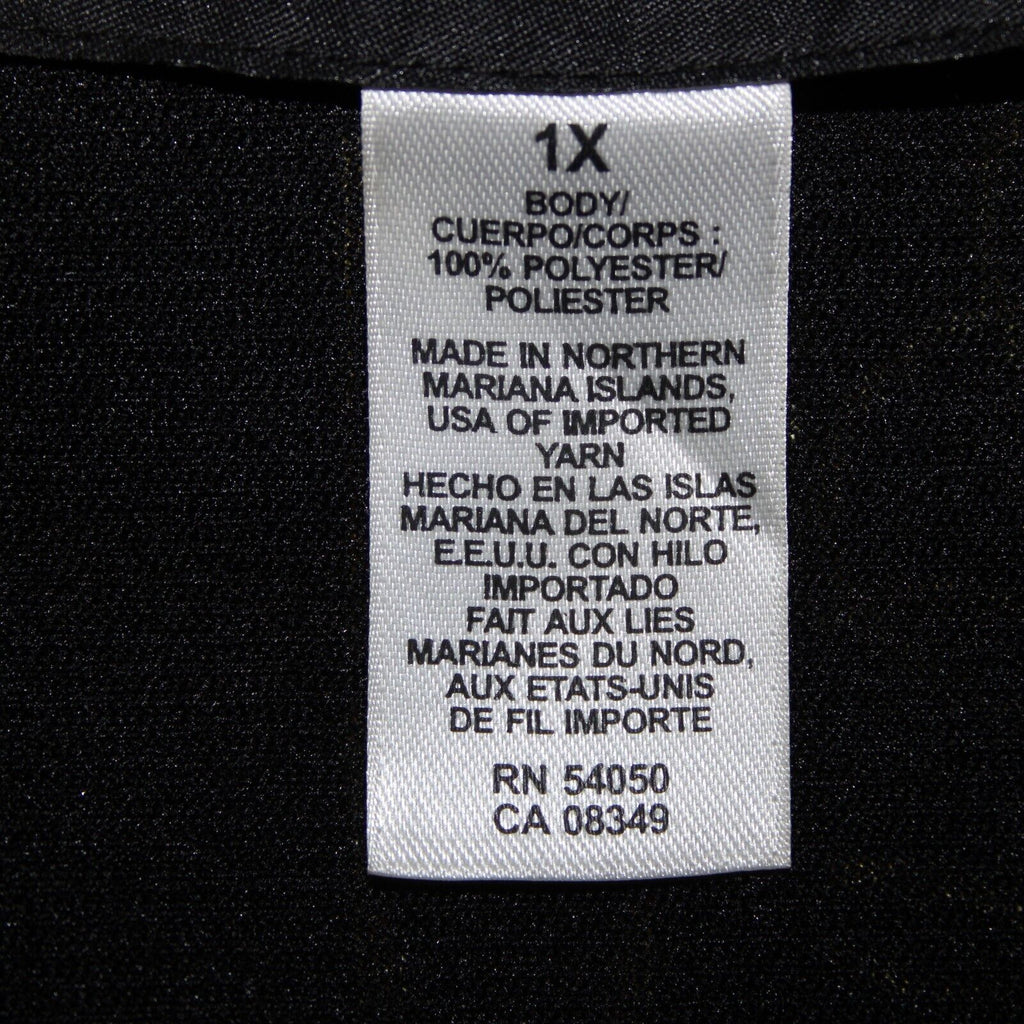 1X
BODY/
CUERPO/CORPS :
100% POLYESTER/
POLIESTER
MADE IN NORTHERN
MARIANA ISLANDS,
USA OF IMPORTED
YARN
HECHO EN LAS ISLAS
MARIANA DEL NORTE,
E.E.U.U. CON HILO
IMPORTADO
FAIT AUX LIES
MARIANES DU NORD,
AUX ETATS-UNIS
DE FIL IMPORTE
RN 54050
CA 08349